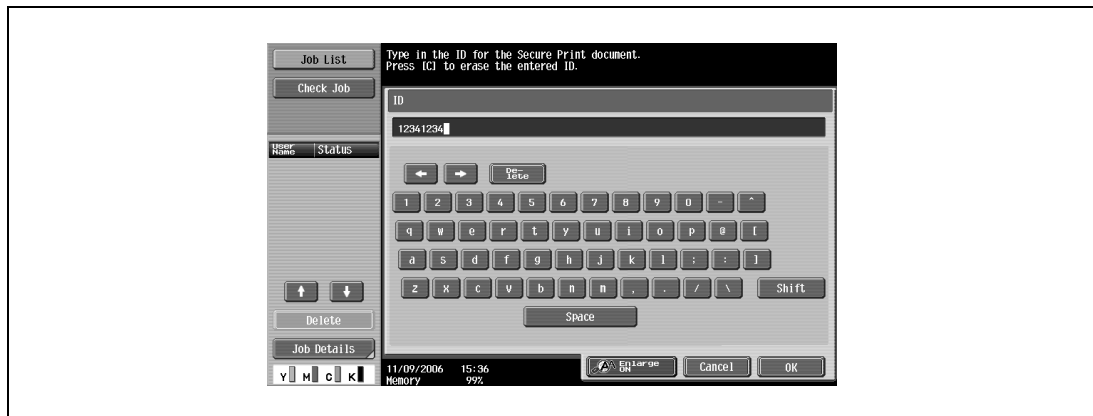 Job List
Type in the ID for the Secure Print document.
Press [C] to erase the entered ID.
Check Job
ID
12341234
User Name Status
← → De-lete
1 2 3 4 5 6 7 8 9 0 - ^
q w e r t y u i o p @ [
a s d f g h j k l ; : ]
z x c v b n m , . / \ Shift
Space
↑ ↓
Delete
Job Details
Enlarge ON Cancel OK
Y M C K
11/09/2006 15:36
Memory 99%